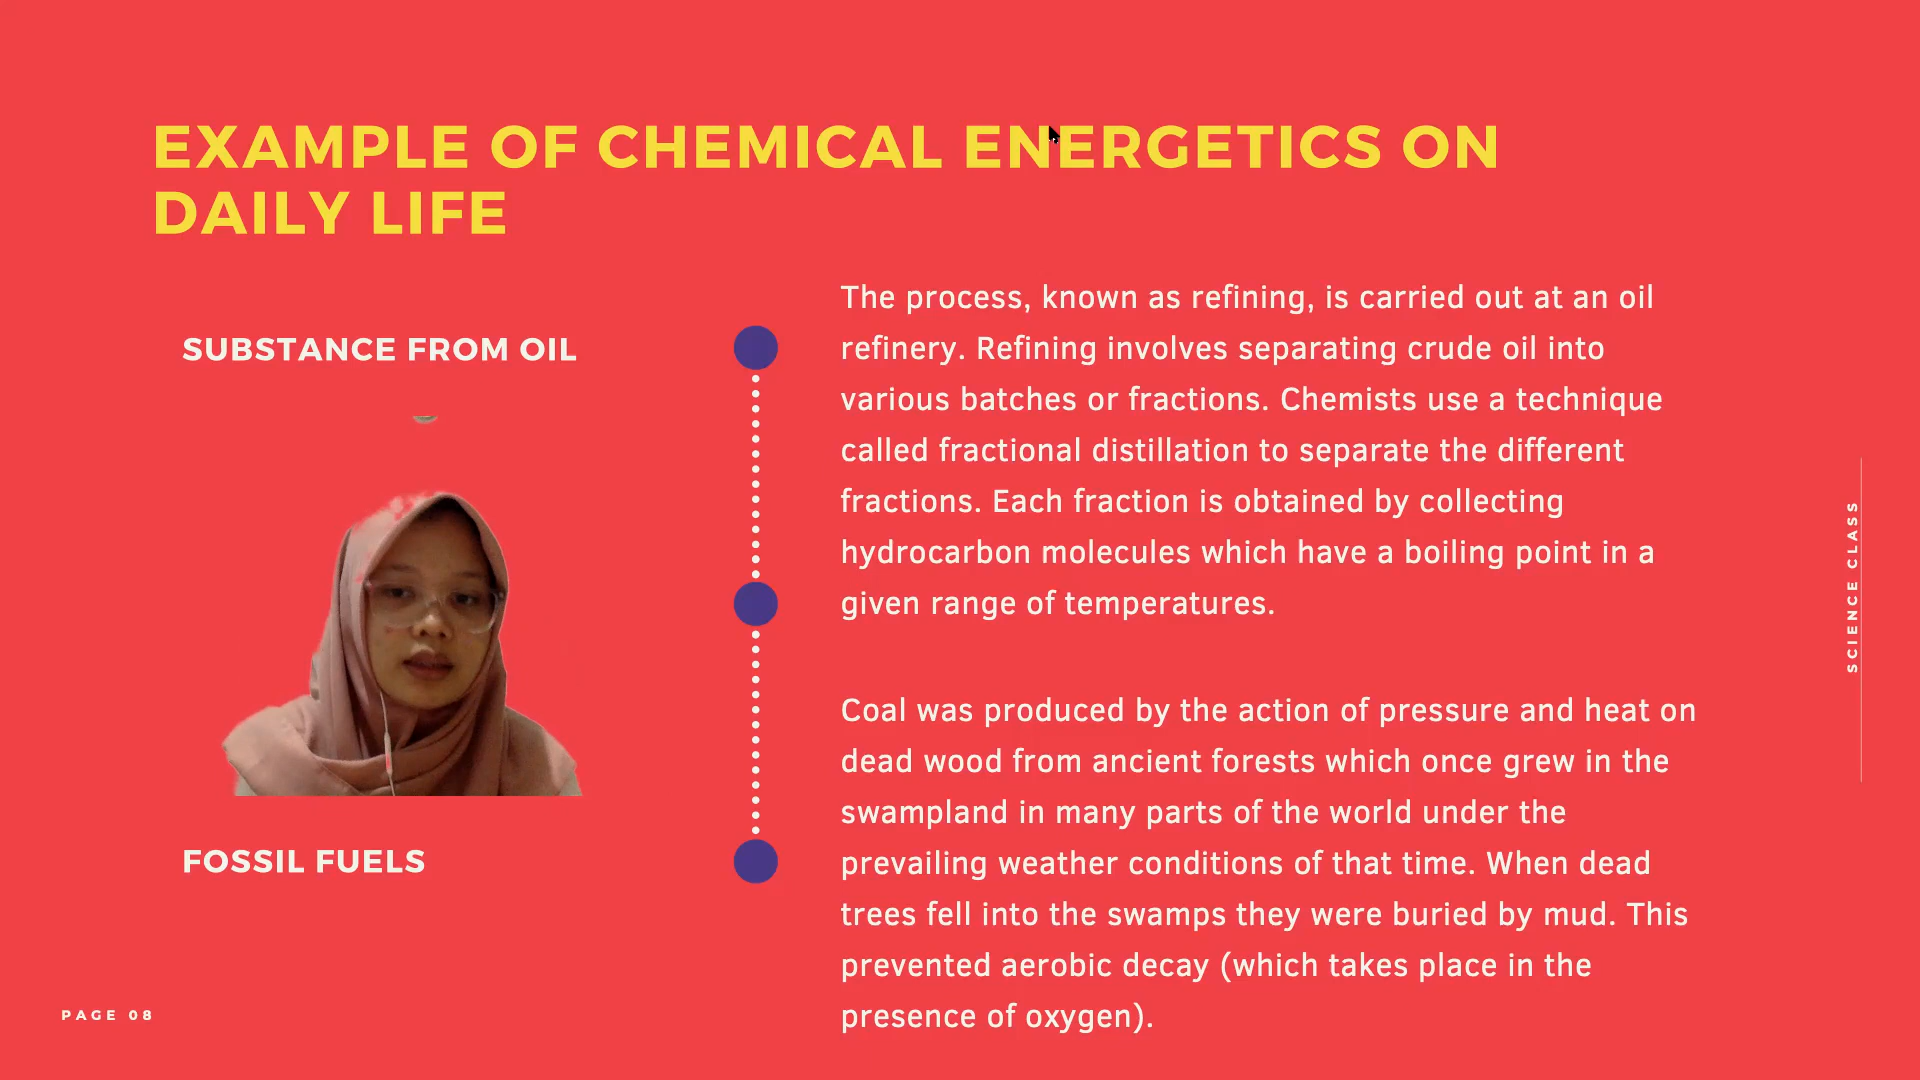 EXAMPLE OF CHEMICAL ENERGETICS ON
DAILY LIFE
SUBSTANCE FROM OIL
The process, known as refining, is carried out at an oil
refinery. Refining involves separating crude oil into
various batches or fractions. Chemists use a technique
called fractional distillation to separate the different
fractions. Each fraction is obtained by collecting
hydrocarbon molecules which have a boiling point in a
given range of temperatures.
FOSSIL FUELS
Coal was produced by the action of pressure and heat on
dead wood from ancient forests which once grew in the
swampland in many parts of the world under the
prevailing weather conditions of that time. When dead
trees fell into the swamps they were buried by mud. This
prevented aerobic decay (which takes place in the
presence of oxygen).
SCIENCE CLASS
PAGE 08